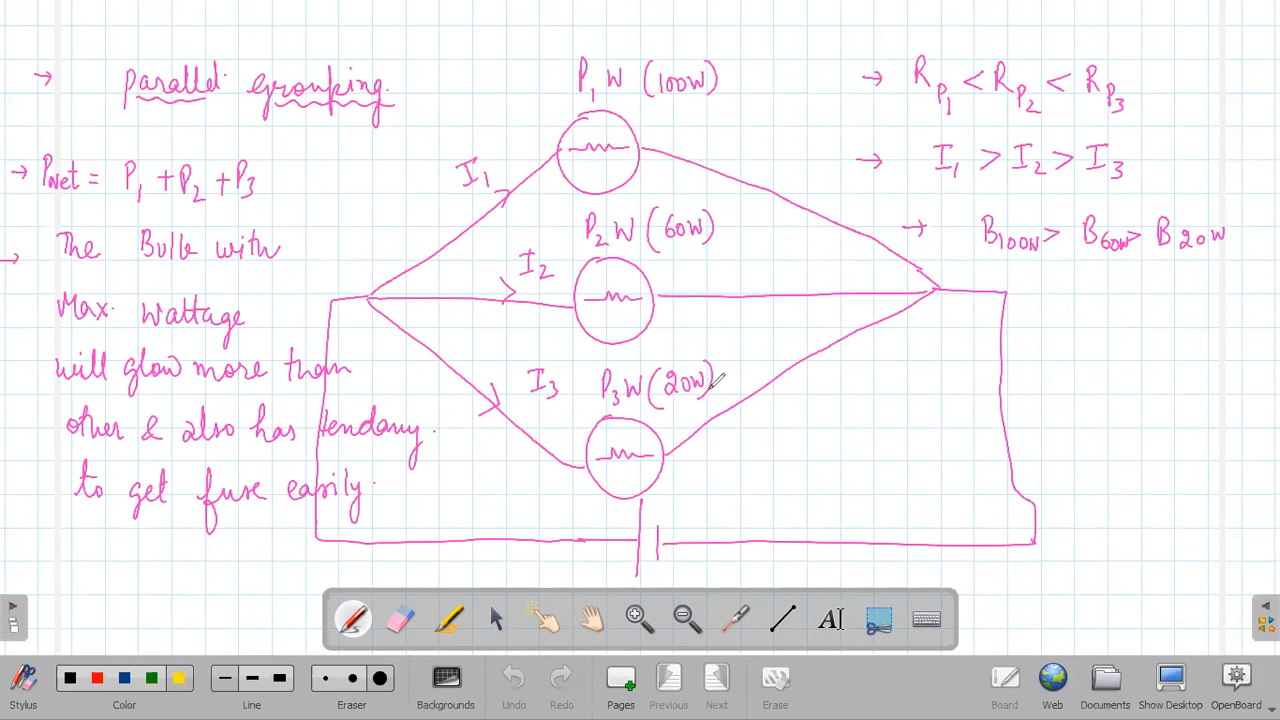 → Parallel grouping.
→ PNet = P1 + P2 + P3
→ The Bulb with
Max. Wattage
will glow more than
other & also has tendany.
to get fuse easily.
P1 W (100W)
I1
P2 W (60W)
I2
I3
P3 W (20W)
→ RP1 < RP2 < RP3
→ I1 > I2 > I3
→ B100W > B60W > B20W
Stylus
Color
Line
Eraser
Backgrounds
Undo
Redo
Pages
Previous
Next
Erase
Board
Web
Documents
Show Desktop
OpenBoard